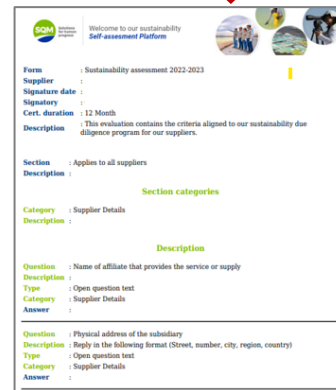 SQM
Solutions
for human
progress
Welcome to our sustainability
Self-assesment Platform
Form : Sustainability assessment 2022-2023
Supplier :
Signature date :
Signatory :
Cert. duration : 12 Month
Description : This evaluation contains the criteria aligned to our sustainability due
diligence program for our suppliers.
Section : Applies to all suppliers
Description :
Section categories
Category : Supplier Details
Description :
Description
Question : Name of affiliate that provides the service or supply
Description :
Type : Open question text
Category : Supplier Details
Answer :
Question : Physical address of the subsidiary
Description : Reply in the following format (Street, number, city, region, country)
Type : Open question text
Category : Supplier Details
Answer :